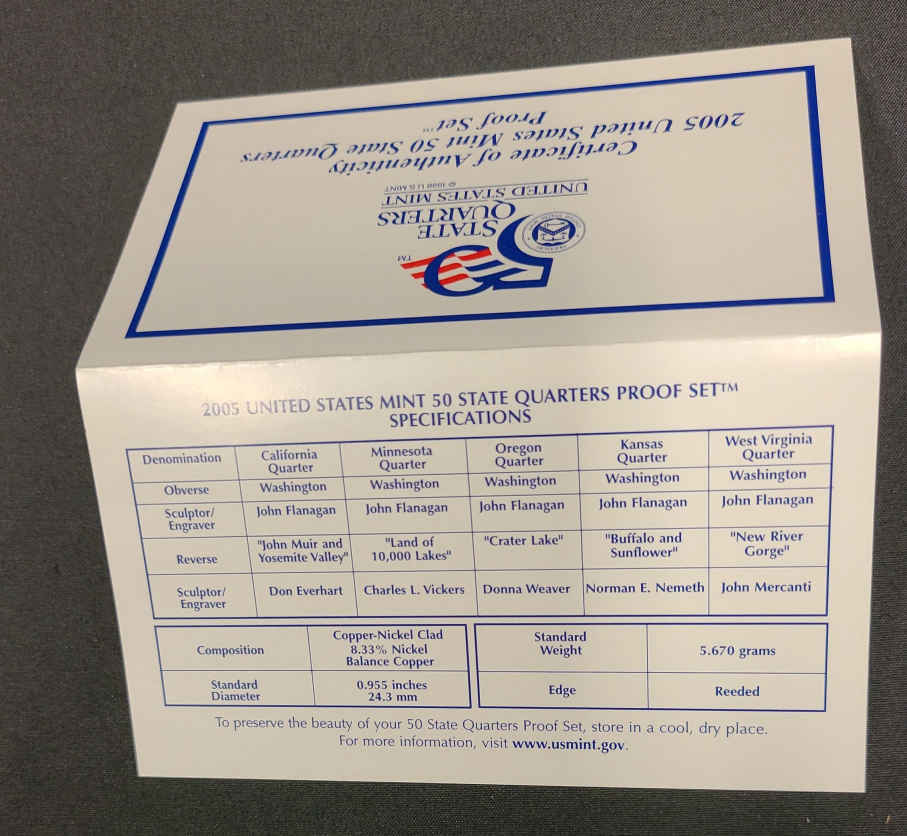 2005 United States Mint 50 State Quarters
Proof Set™
Certificate of Authenticity
© 1998 U S MINT
UNITED STATES MINT
STATE
QUARTERS
50
TM
2005 UNITED STATES MINT 50 STATE QUARTERS PROOF SET™
SPECIFICATIONS
Denomination California Quarter Minnesota Quarter Oregon Quarter Kansas Quarter West Virginia Quarter
Obverse Washington Washington Washington Washington Washington
Sculptor/ Engraver John Flanagan John Flanagan John Flanagan John Flanagan John Flanagan
Reverse "John Muir and Yosemite Valley" "Land of 10,000 Lakes" "Crater Lake" "Buffalo and Sunflower" "New River Gorge"
Sculptor/ Engraver Don Everhart Charles L. Vickers Donna Weaver Norman E. Nemeth John Mercanti
Composition Copper-Nickel Clad 8.33% Nickel Balance Copper Standard Weight 5.670 grams
Standard Diameter 0.955 inches 24.3 mm Edge Reeded
To preserve the beauty of your 50 State Quarters Proof Set, store in a cool, dry place.
For more information, visit www.usmint.gov.